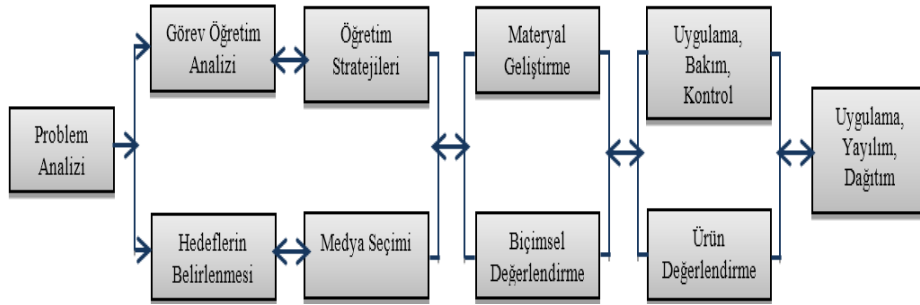 Problem
Analizi
Görev Öğretim
Analizi
Öğretim
Stratejileri
Hedeflerin
Belirlenmesi
Medya Seçimi
Materyal
Geliştirme
Biçimsel
Değerlendirme
Uygulama,
Bakım,
Kontrol
Ürün
Değerlendirme
Uygulama,
Yayılım,
Dağıtım